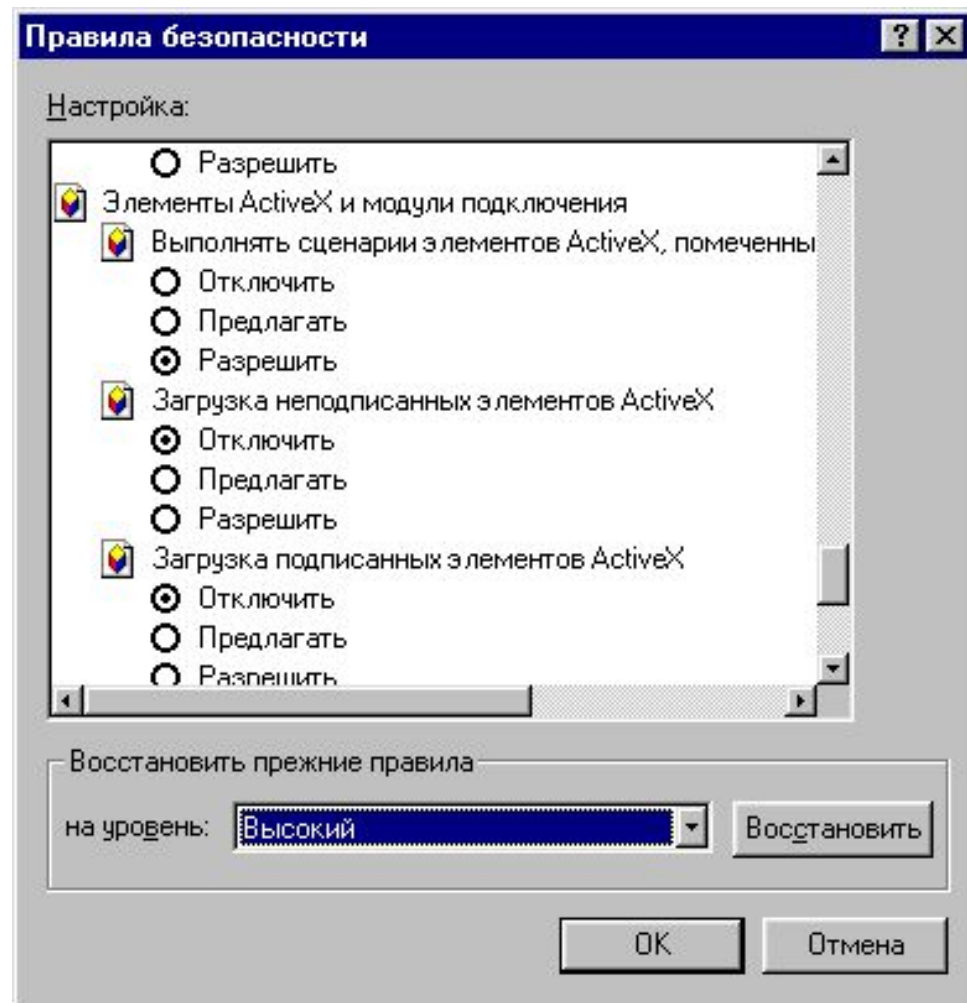 Правила безопасности
Настройка:
Разрешить
Элементы ActiveX и модули подключения
Выполнять сценарии элементов ActiveX, помеченны
Отключить
Предлагать
Разрешить
Загрузка неподписанных элементов ActiveX
Отключить
Предлагать
Разрешить
Загрузка подписанных элементов ActiveX
Отключить
Предлагать
Разрешить
Восстановить прежние правила
на уровень: Высокий Восстановить
OK Отмена